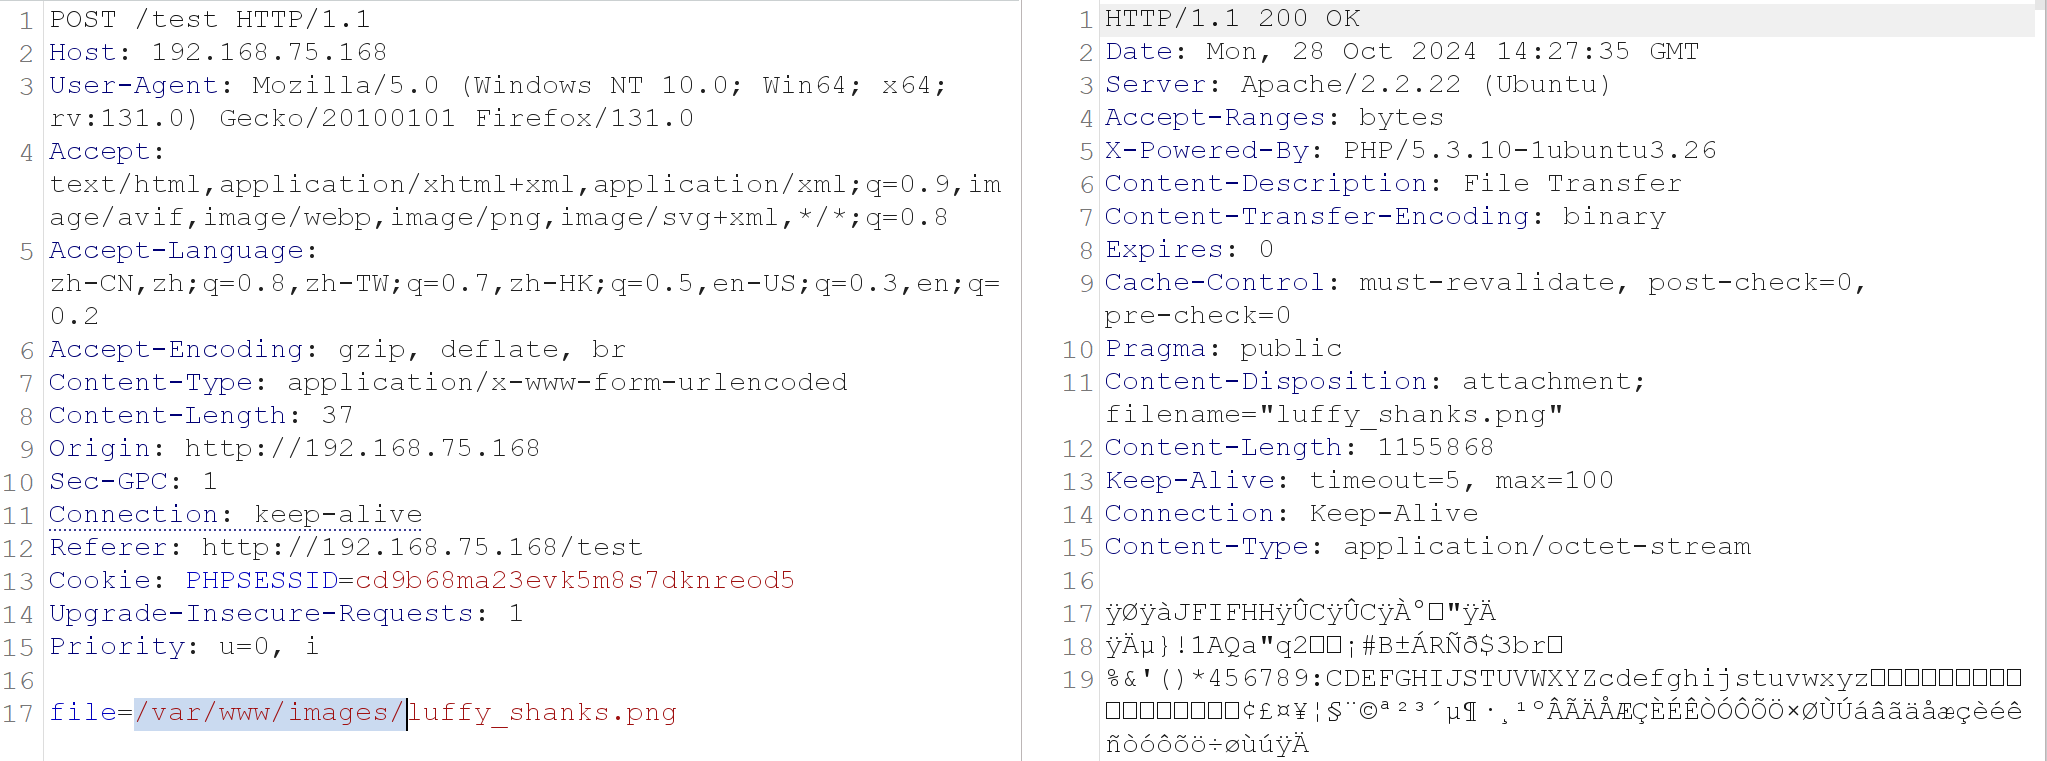 1 POST /test HTTP/1.1
2 Host: 192.168.75.168
3 User-Agent: Mozilla/5.0 (Windows NT 10.0; Win64; x64;
rv:131.0) Gecko/20100101 Firefox/131.0
4 Accept:
text/html,application/xhtml+xml,application/xml;q=0.9,im
age/avif,image/webp,image/png,image/svg+xml,*/*;q=0.8
5 Accept-Language:
zh-CN,zh;q=0.8,zh-TW;q=0.7,zh-HK;q=0.5,en-US;q=0.3,en;q=
0.2
6 Accept-Encoding: gzip, deflate, br
7 Content-Type: application/x-www-form-urlencoded
8 Content-Length: 37
9 Origin: http://192.168.75.168
10 Sec-GPC: 1
11 Connection: keep-alive
12 Referer: http://192.168.75.168/test
13 Cookie: PHPSESSID=cd9b68ma23evk5m8s7dknreod5
14 Upgrade-Insecure-Requests: 1
15 Priority: u=0, i
16
17 file=/var/www/images/luffy_shanks.png
1 HTTP/1.1 200 OK
2 Date: Mon, 28 Oct 2024 14:27:35 GMT
3 Server: Apache/2.2.22 (Ubuntu)
4 Accept-Ranges: bytes
5 X-Powered-By: PHP/5.3.10-1ubuntu3.26
6 Content-Description: File Transfer
7 Content-Transfer-Encoding: binary
8 Expires: 0
9 Cache-Control: must-revalidate, post-check=0,
pre-check=0
10 Pragma: public
11 Content-Disposition: attachment;
filename="luffy_shanks.png"
12 Content-Length: 1155868
13 Keep-Alive: timeout=5, max=100
14 Connection: Keep-Alive
15 Content-Type: application/octet-stream
16
17 ÿØÿàJFIFHHÿÛCÿÛCÿÀ°□"ÿÄ
18 ÿÄµ}!1AQa"q2□□¡#B±ÁRÑð$3br□
19 %&'()*456789:CDEFGHIJSTUVWXYZcdefghijstuvwxyz□□□□□□□□□
□□□□□□□□¢£¤¥¦§¨©ª²³´µ¶·¸¹ºÂÃÄÅÆÇÈÉÊÒÓÔÕÖ×ØÙÚáâãäåæçèéê
ñòóôõö÷øùúÿÄ